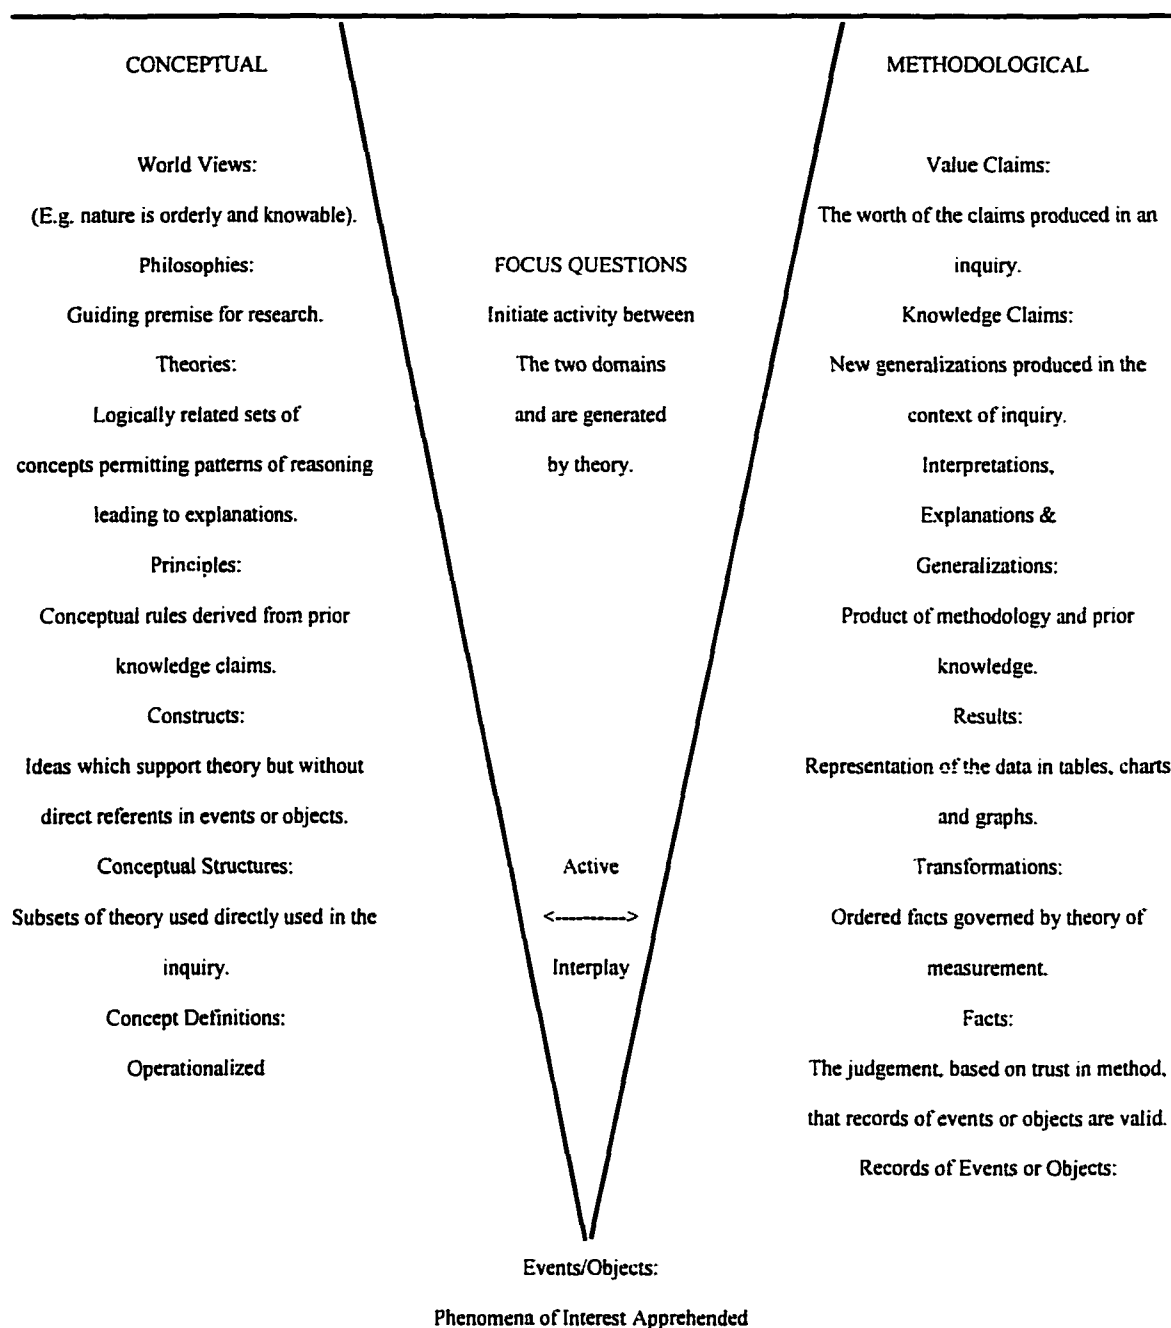 CONCEPTUAL
World Views:
(E.g. nature is orderly and knowable).
Philosophies:
Guiding premise for research.
Theories:
Logically related sets of
concepts permitting patterns of reasoning
leading to explanations.
Principles:
Conceptual rules derived from prior
knowledge claims.
Constructs:
Ideas which support theory but without
direct referents in events or objects.
Conceptual Structures:
Subsets of theory used directly used in the
inquiry.
Concept Definitions:
Operationalized
FOCUS QUESTIONS
Initiate activity between
The two domains
and are generated
by theory.
Active
<---------->
Interplay
METHODOLOGICAL
Value Claims:
The worth of the claims produced in an
inquiry.
Knowledge Claims:
New generalizations produced in the
context of inquiry.
Interpretations,
Explanations &
Generalizations:
Product of methodology and prior
knowledge.
Results:
Representation of the data in tables, charts
and graphs.
Transformations:
Ordered facts governed by theory of
measurement.
Facts:
The judgement, based on trust in method,
that records of events or objects are valid.
Records of Events or Objects:
Events/Objects:
Phenomena of Interest Apprehended